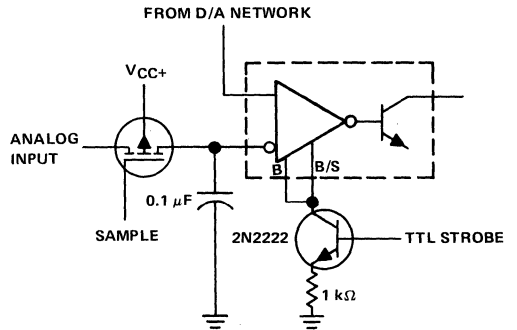 FROM D/A NETWORK
VCC+
ANALOG
INPUT
B
B/S
0.1 μF
SAMPLE
2N2222
TTL STROBE
1 kΩ